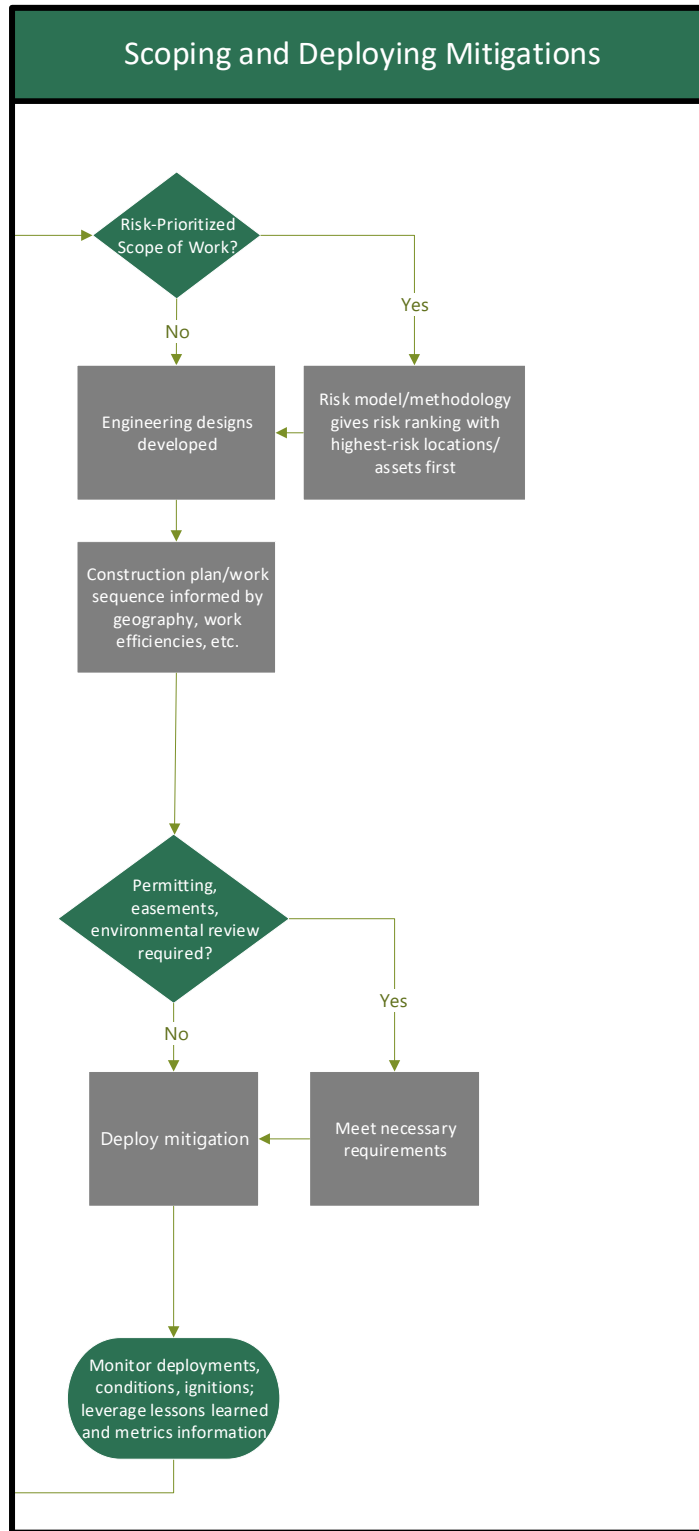 Scoping and Deploying Mitigations
Risk-Prioritized
Scope of Work?
Yes
No
Engineering designs
developed
Risk model/methodology
gives risk ranking with
highest-risk locations/
assets first
Construction plan/work
sequence informed by
geography, work
efficiencies, etc.
Permitting,
easements,
environmental review
required?
Yes
No
Deploy mitigation
Meet necessary
requirements
Monitor deployments,
conditions, ignitions;
leverage lessons learned
and metrics information